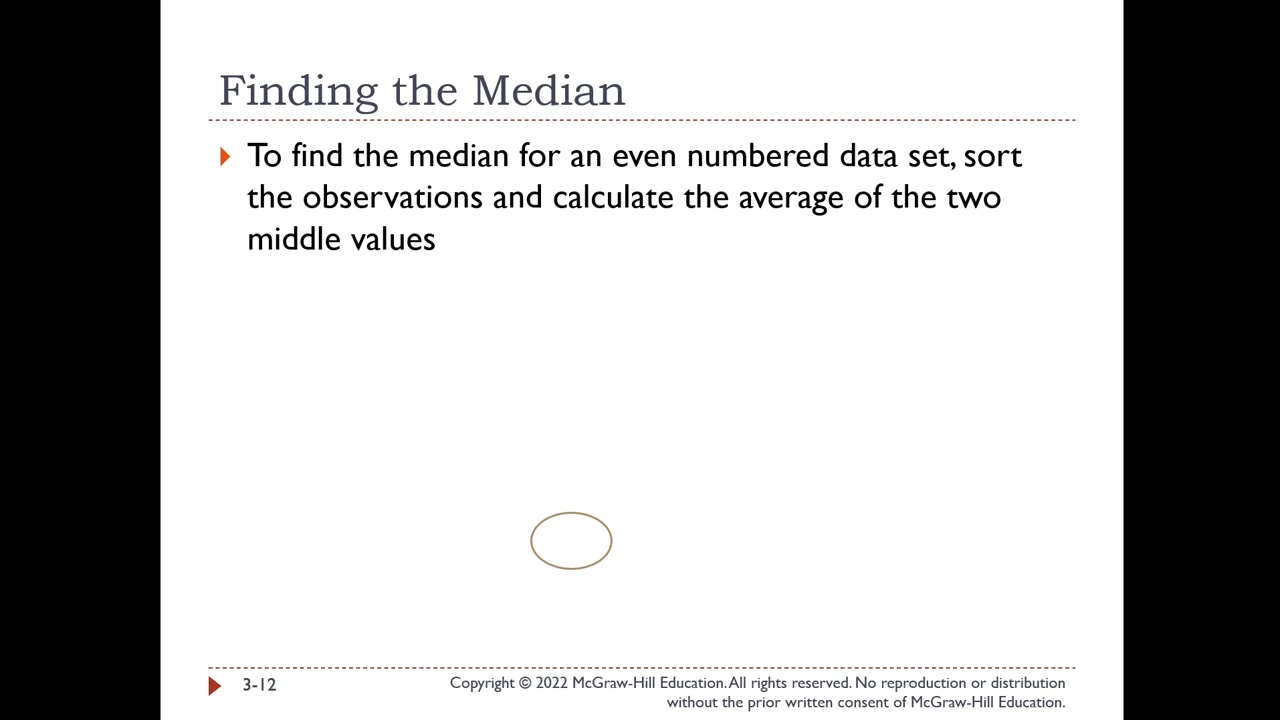 Finding the Median
To find the median for an even numbered data set, sort
the observations and calculate the average of the two
middle values
3-12
Copyright © 2022 McGraw-Hill Education. All rights reserved. No reproduction or distribution
without the prior written consent of McGraw-Hill Education.